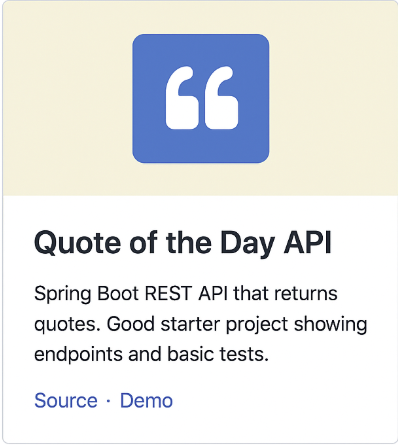 Quote of the Day API
Spring Boot REST API that returns
quotes. Good starter project showing
endpoints and basic tests.
Source · Demo